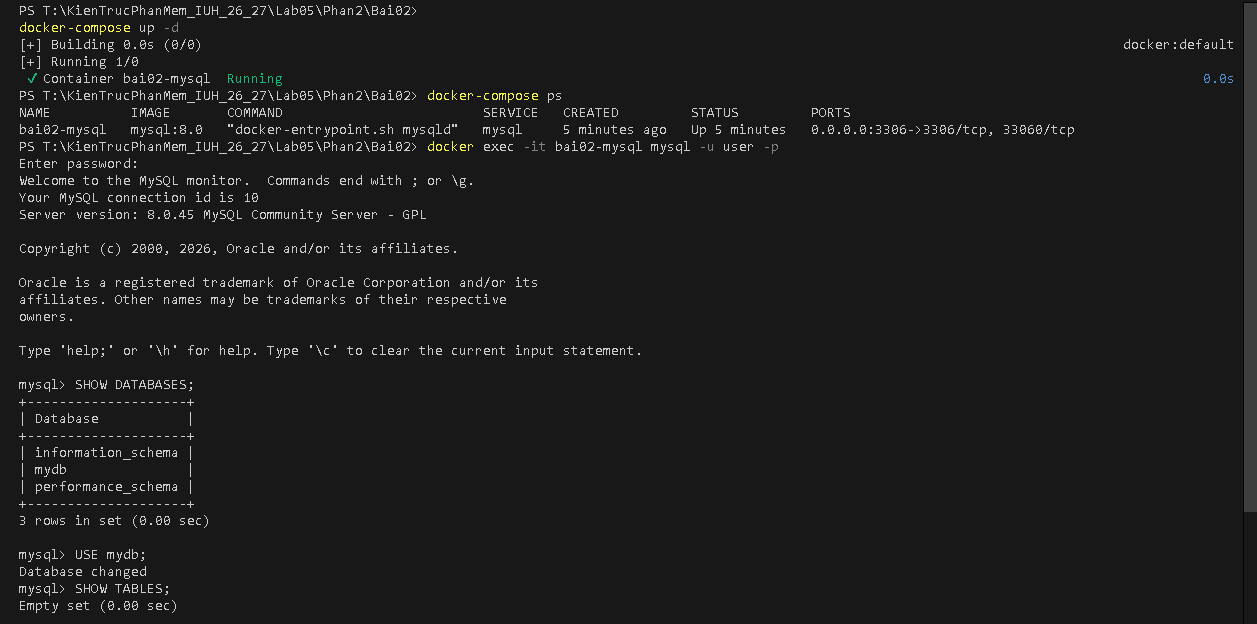 PS T:\KienTrucPhanMem_IUH_26_27\Lab05\Phan2\Bai02>
docker-compose up -d
[+] Building 0.0s (0/0) docker:default
[+] Running 1/0
✓ Container bai02-mysql Running 0.0s
PS T:\KienTrucPhanMem_IUH_26_27\Lab05\Phan2\Bai02> docker-compose ps
NAME IMAGE COMMAND SERVICE CREATED STATUS PORTS
bai02-mysql mysql:8.0 "docker-entrypoint.sh mysqld" mysql 5 minutes ago Up 5 minutes 0.0.0.0:3306->3306/tcp, 33060/tcp
PS T:\KienTrucPhanMem_IUH_26_27\Lab05\Phan2\Bai02> docker exec -it bai02-mysql mysql -u user -p
Enter password:
Welcome to the MySQL monitor.  Commands end with ; or \g.
Your MySQL connection id is 10
Server version: 8.0.45 MySQL Community Server - GPL

Copyright (c) 2000, 2026, Oracle and/or its affiliates.

Oracle is a registered trademark of Oracle Corporation and/or its
affiliates. Other names may be trademarks of their respective
owners.

Type 'help;' or '\h' for help. Type '\c' to clear the current input statement.

mysql> SHOW DATABASES;
+--------------------+
| Database           |
+--------------------+
| information_schema |
| mydb               |
| performance_schema |
+--------------------+
3 rows in set (0.00 sec)

mysql> USE mydb;
Database changed
mysql> SHOW TABLES;
Empty set (0.00 sec)